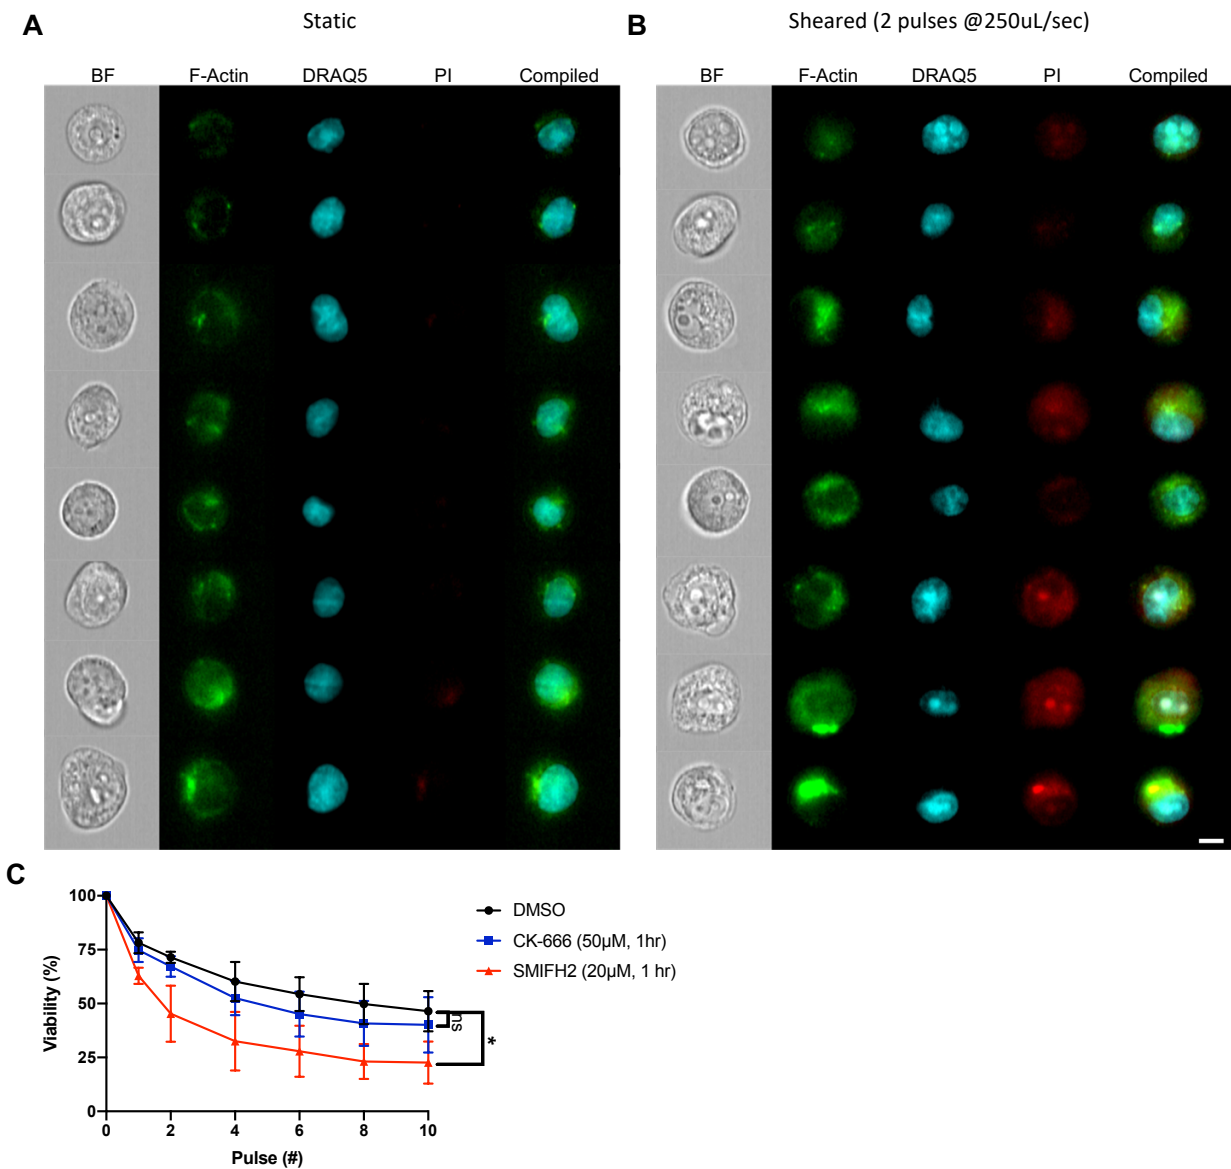 A
Static
B
Sheared (2 pulses @250uL/sec)
BF F-Actin DRAQ5 PI Compiled
BF F-Actin DRAQ5 PI Compiled
C
Viability (%)
100
75
50
25
0
0 2 4 6 8 10
Pulse (#)
DMSO
CK-666 (50µM, 1hr)
SMIFH2 (20µM, 1 hr)
ns
*